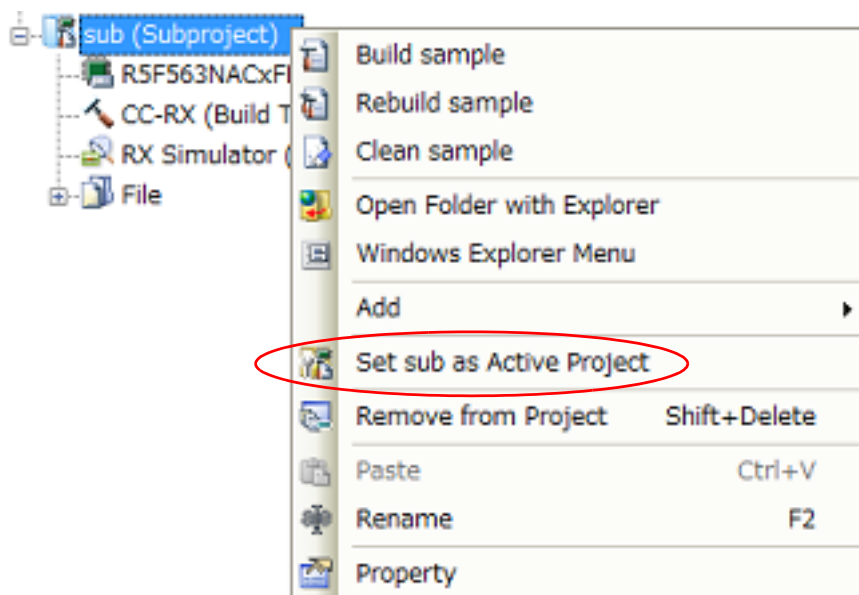 sub (Subproject)
R5F563NACxF
CC-RX (Build T
RX Simulator (
File
Build sample
Rebuild sample
Clean sample
Open Folder with Explorer
Windows Explorer Menu
Add
Set sub as Active Project
Remove from Project Shift+Delete
Paste Ctrl+V
Rename F2
Property